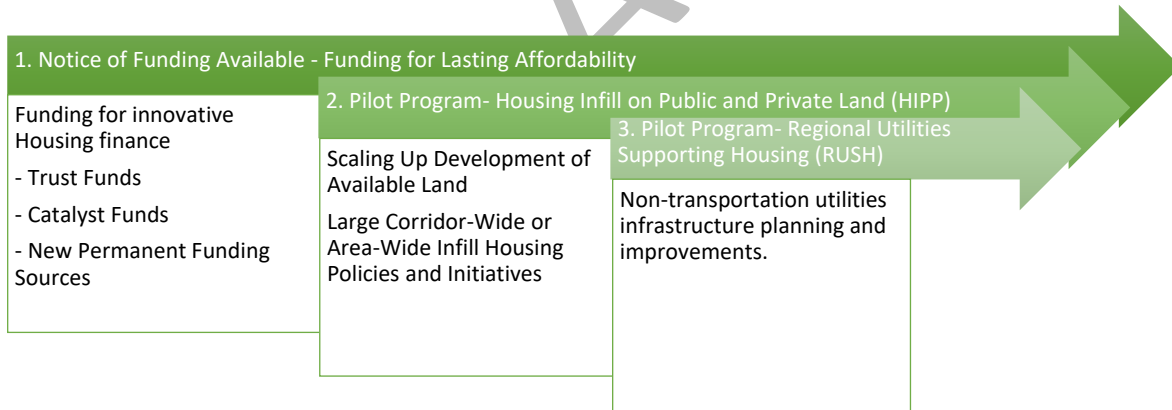 1. Notice of Funding Available - Funding for Lasting Affordability
Funding for innovative
Housing finance
- Trust Funds
- Catalyst Funds
- New Permanent Funding
Sources
2. Pilot Program- Housing Infill on Public and Private Land (HIPP)
Scaling Up Development of
Available Land
Large Corridor-Wide or
Area-Wide Infill Housing
Policies and Initiatives
3. Pilot Program- Regional Utilities
Supporting Housing (RUSH)
Non-transportation utilities
infrastructure planning and
improvements.